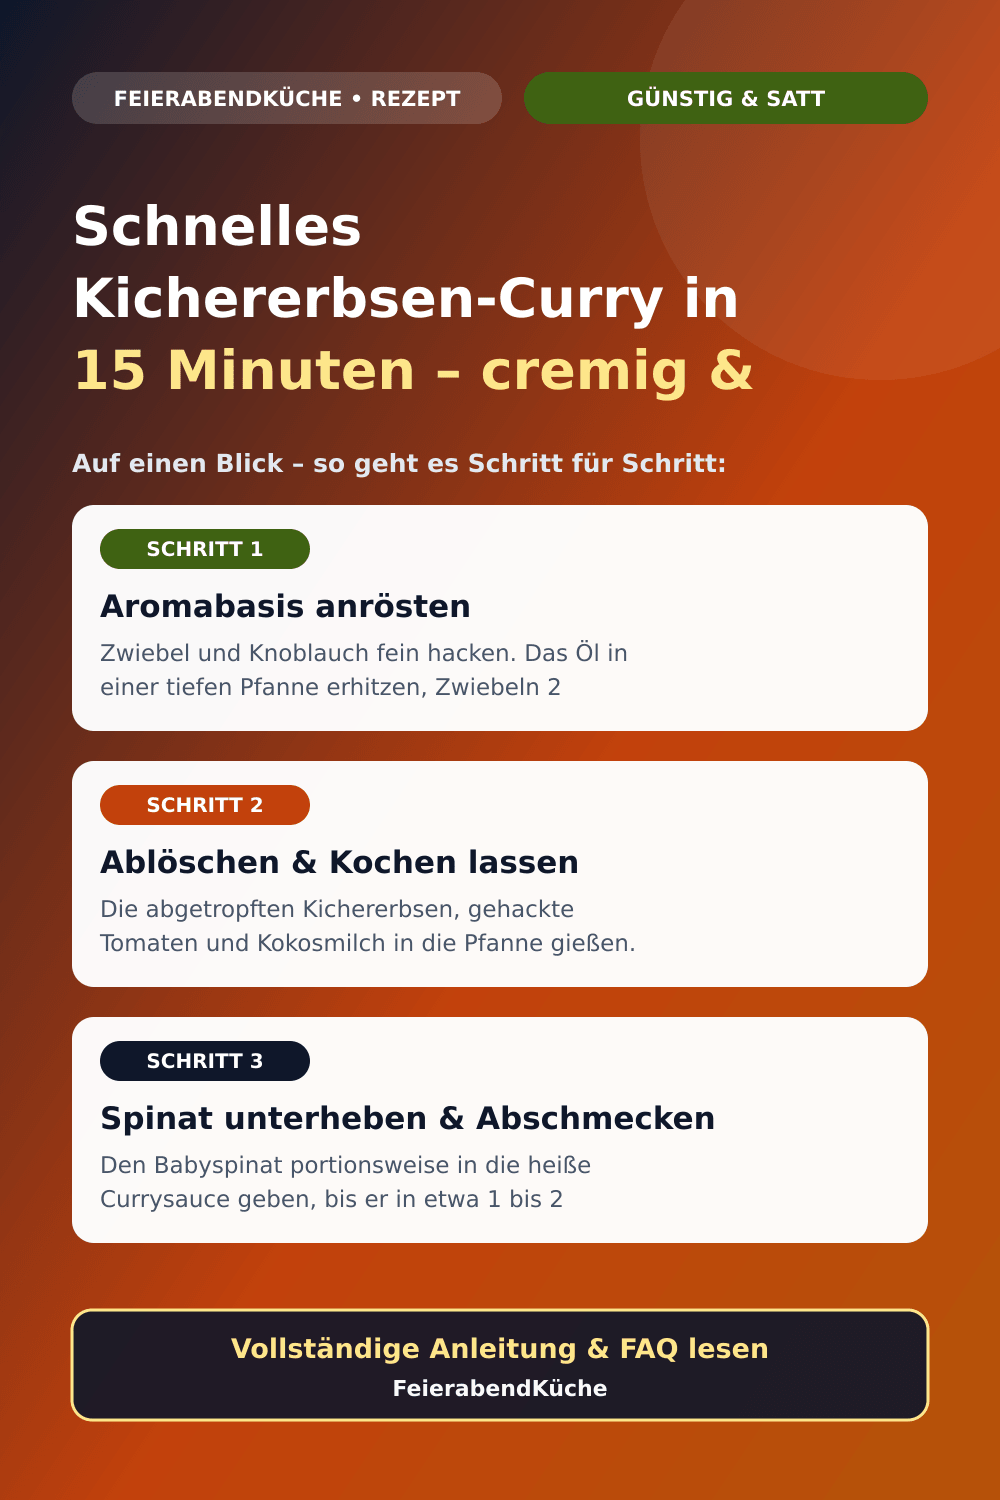 FEIERABENDKÜCHE • REZEPT
GÜNSTIG & SATT
Schnelles
Kichererbsen-Curry in
15 Minuten – cremig &
Auf einen Blick – so geht es Schritt für Schritt:
SCHRITT 1
Aromabasis anrösten
Zwiebel und Knoblauch fein hacken. Das Öl in
einer tiefen Pfanne erhitzen, Zwiebeln 2
SCHRITT 2
Ablöschen & Kochen lassen
Die abgetropften Kichererbsen, gehackte
Tomaten und Kokosmilch in die Pfanne gießen.
SCHRITT 3
Spinat unterheben & Abschmecken
Den Babyspinat portionsweise in die heiße
Currysauce geben, bis er in etwa 1 bis 2
Vollständige Anleitung & FAQ lesen
FeierabendKüche